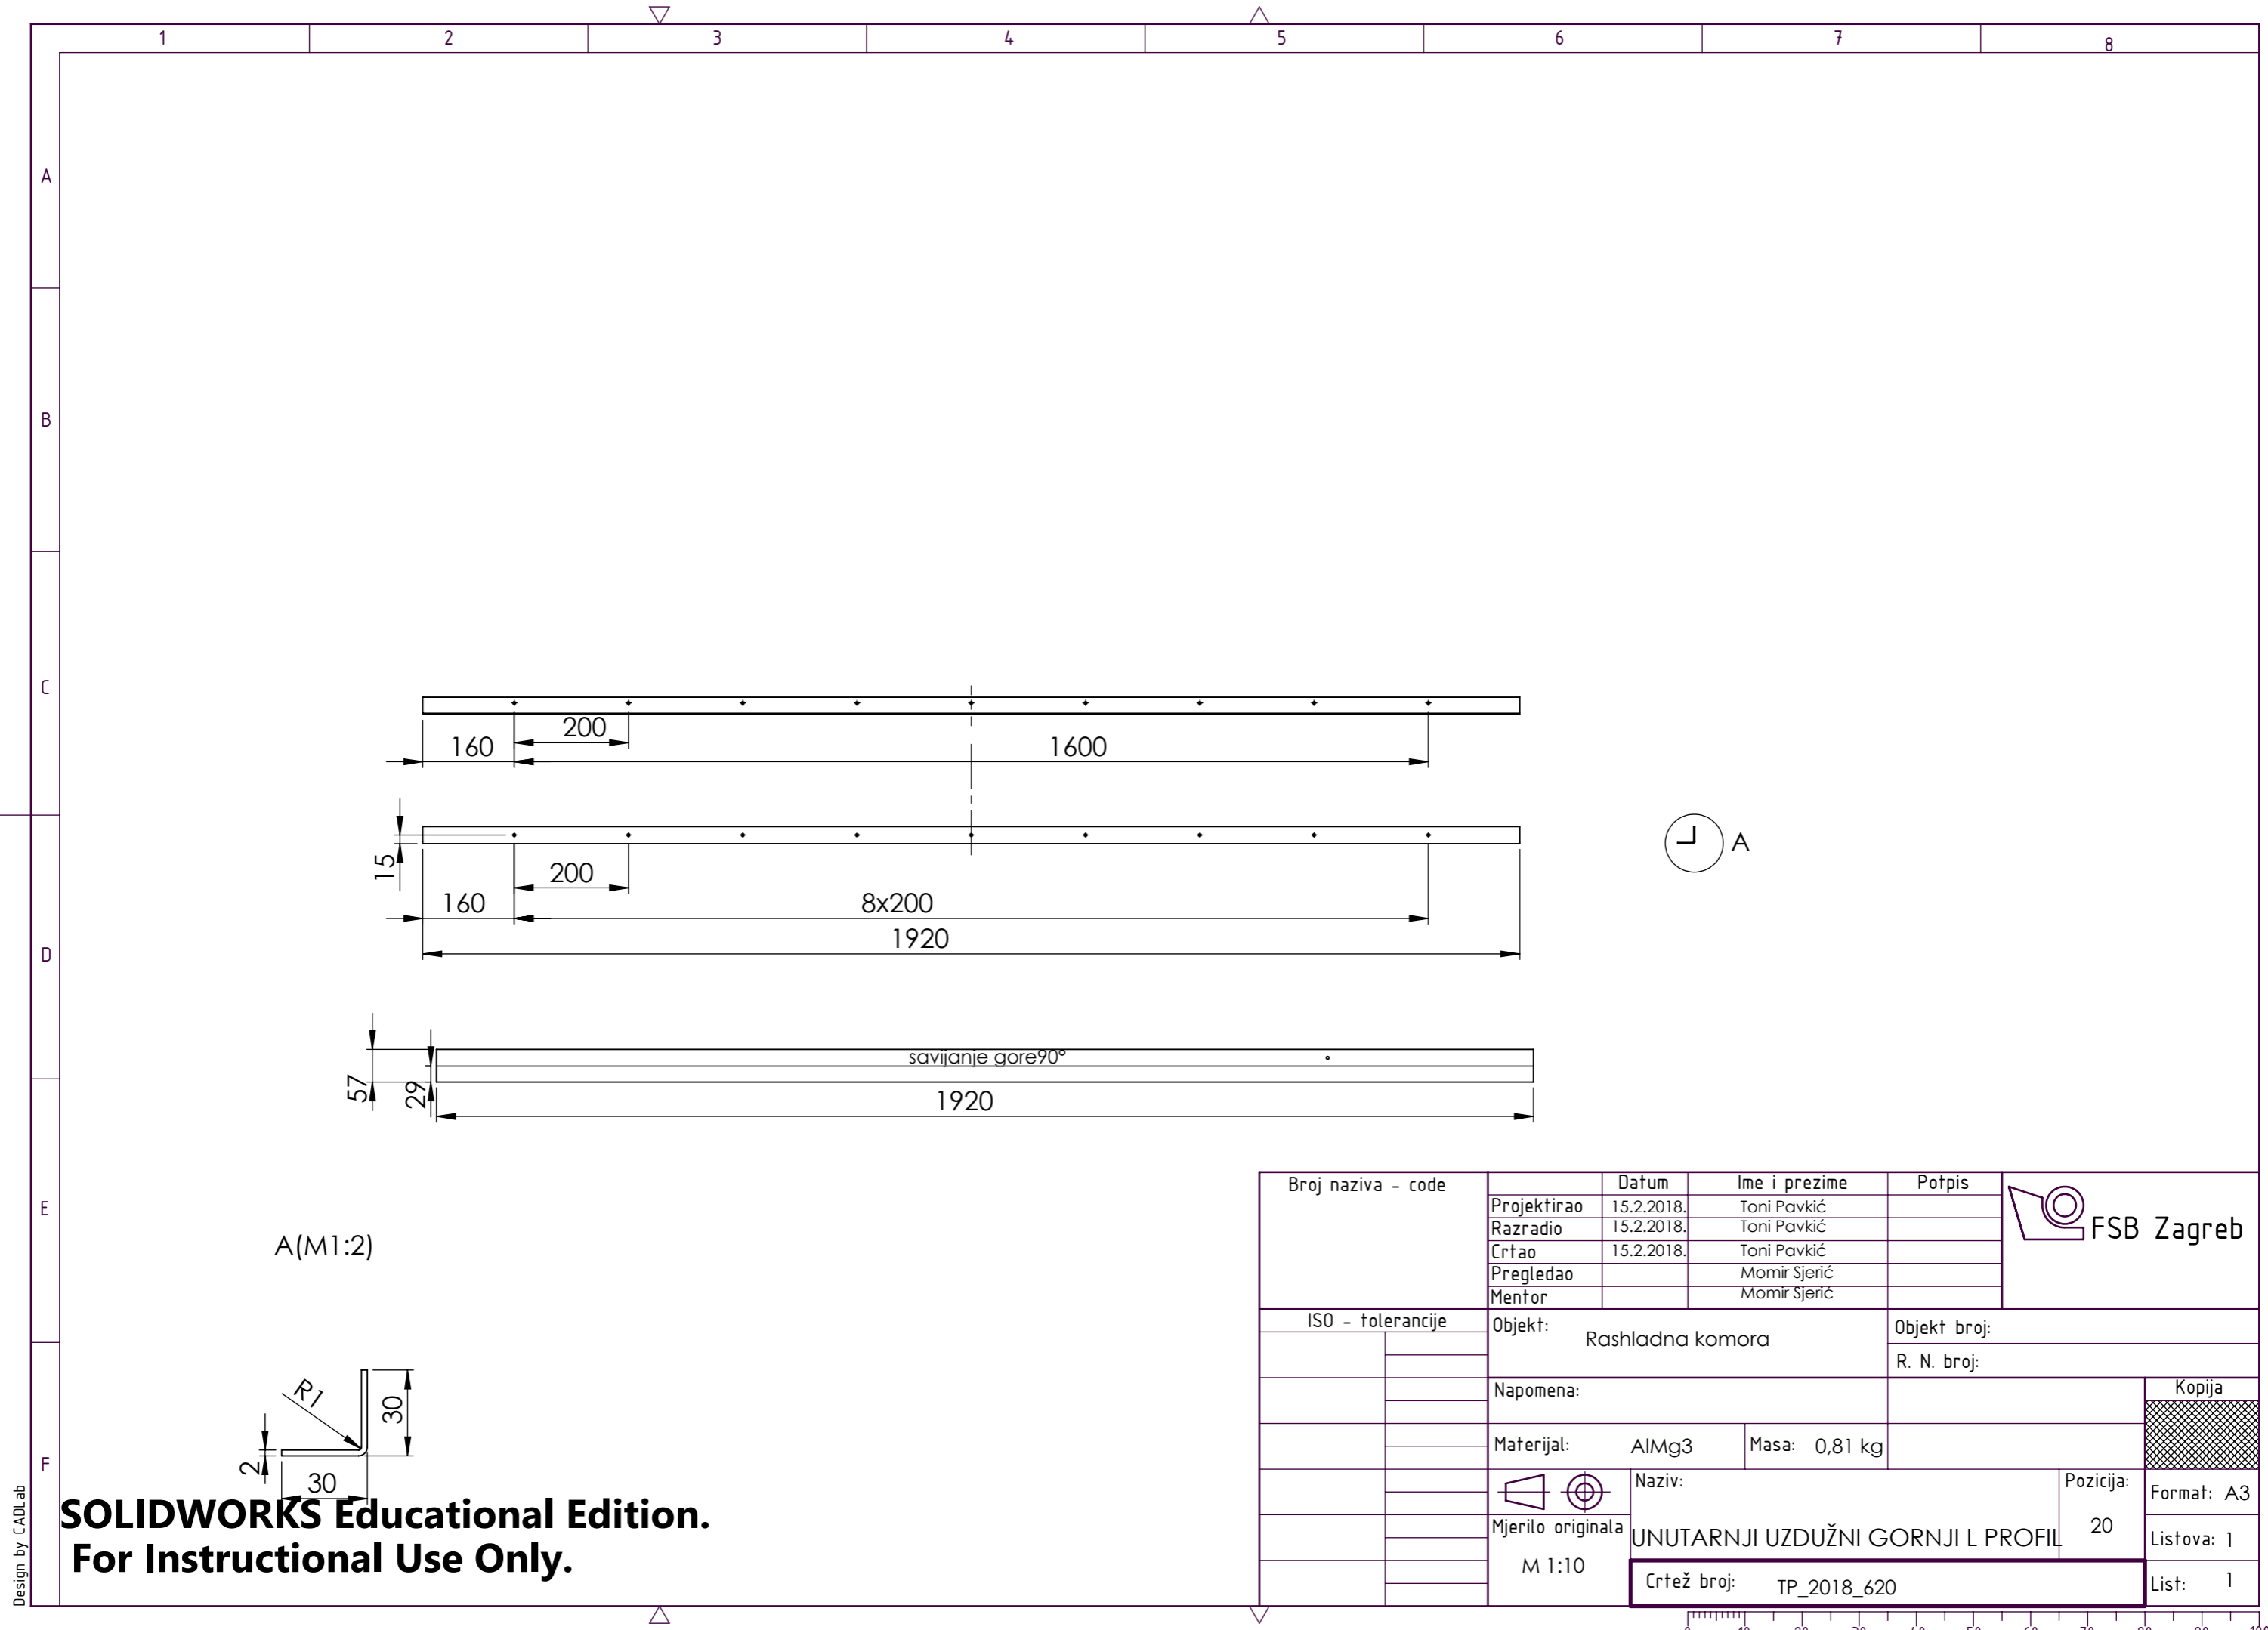 1 2 3 4 5 6 7 8
A
B
C
D
E
F
200
160 1600
15
200
160 8x200
1920
A
savijanje gore90°
57
29
1920
A(M1:2)
R1
30
2
30
SOLIDWORKS Educational Edition.
For Instructional Use Only.
Design by CADLab
Broj naziva - code
Datum Ime i prezime Potpis
Projektirao 15.2.2018. Toni Pavkić
Razradio 15.2.2018. Toni Pavkić
Crtao 15.2.2018. Toni Pavkić
Pregledao Momir Sjerić
Mentor Momir Sjerić
FSB Zagreb
ISO - tolerancije
Objekt: Rashladna komora
Objekt broj:
R. N. broj:
Napomena:
Kopija
Materijal: AlMg3 Masa: 0,81 kg
Naziv:
UNUTARNJI UZDUŽNI GORNJI L PROFIL
Pozicija:
20
Format: A3
Mjerilo originala
M 1:10
Listova: 1
Crtež broj: TP_2018_620
List: 1